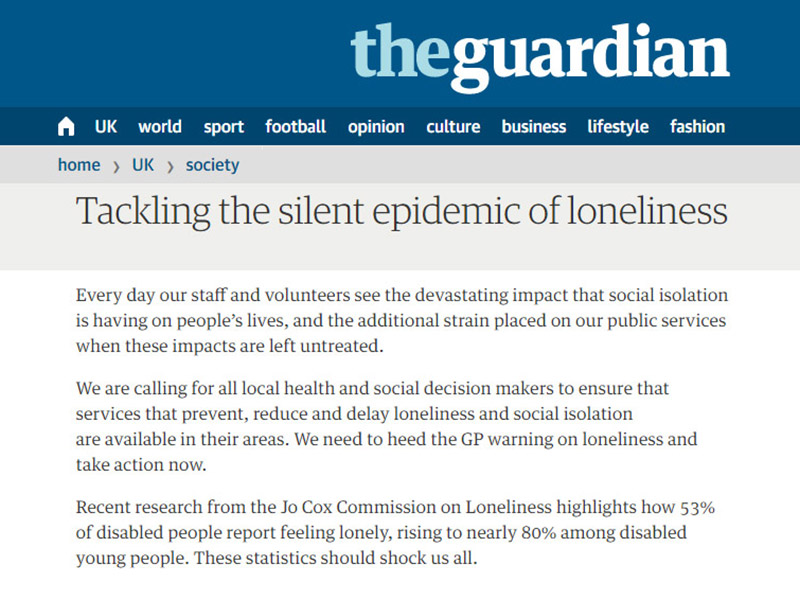 theguardian
UK world sport football opinion culture business lifestyle fashion
home › UK › society
Tackling the silent epidemic of loneliness
Every day our staff and volunteers see the devastating impact that social isolation
is having on people’s lives, and the additional strain placed on our public services
when these impacts are left untreated.
We are calling for all local health and social decision makers to ensure that
services that prevent, reduce and delay loneliness and social isolation
are available in their areas. We need to heed the GP warning on loneliness and
take action now.
Recent research from the Jo Cox Commission on Loneliness highlights how 53%
of disabled people report feeling lonely, rising to nearly 80% among disabled
young people. These statistics should shock us all.